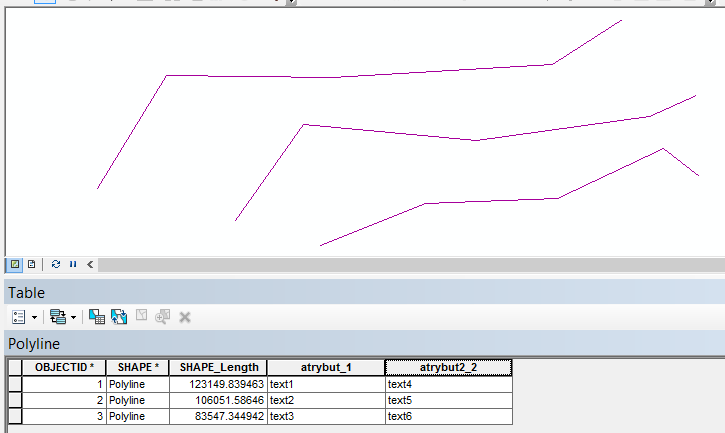 Table
Polyline
OBJECTID * SHAPE * SHAPE_Length atrybut_1 atrybut2_2
1 Polyline 123149.839463 text1 text4
2 Polyline 106051.58646 text2 text5
3 Polyline 83547.344942 text3 text6